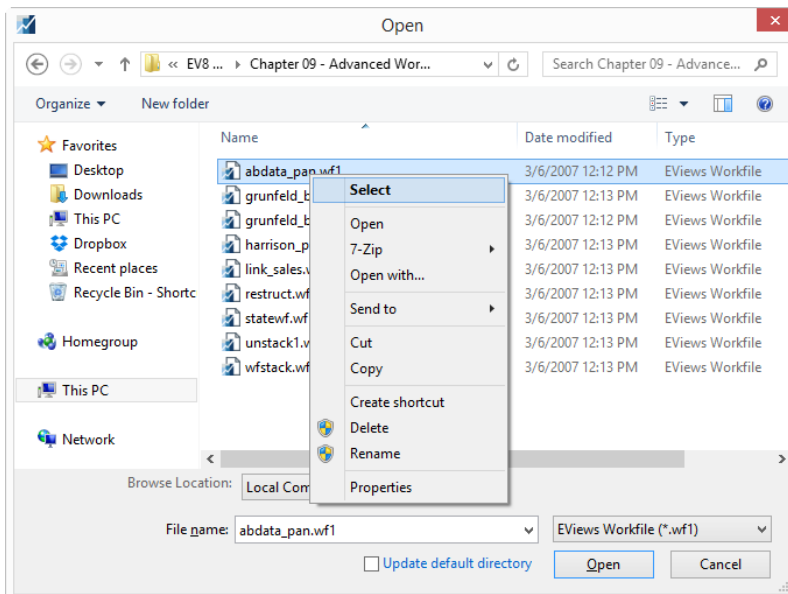 Open
« EV8 ... Chapter 09 - Advanced Wor...
Search Chapter 09 - Advance...
Organize
New folder
Favorites
Desktop
Downloads
This PC
Dropbox
Recent places
Recycle Bin - Shortc
Homegroup
This PC
Network
Name Date modified Type
abdata_pan.wf1 3/6/2007 12:12 PM EViews Workfile
grunfeld_b 3/6/2007 12:13 PM EViews Workfile
grunfeld_b 3/6/2007 12:12 PM EViews Workfile
harrison_p 3/6/2007 12:13 PM EViews Workfile
link_sales.w 3/6/2007 12:13 PM EViews Workfile
restruct.wf 3/6/2007 12:13 PM EViews Workfile
statewf.wf 3/6/2007 12:13 PM EViews Workfile
unstack1.w 3/6/2007 12:13 PM EViews Workfile
wfstack.wf 3/6/2007 12:13 PM EViews Workfile
Select
Open
7-Zip
Open with...
Send to
Cut
Copy
Create shortcut
Delete
Rename
Properties
Browse Location: Local Com
File name: abdata_pan.wf1
EViews Workfile (*.wf1)
Update default directory
Open
Cancel